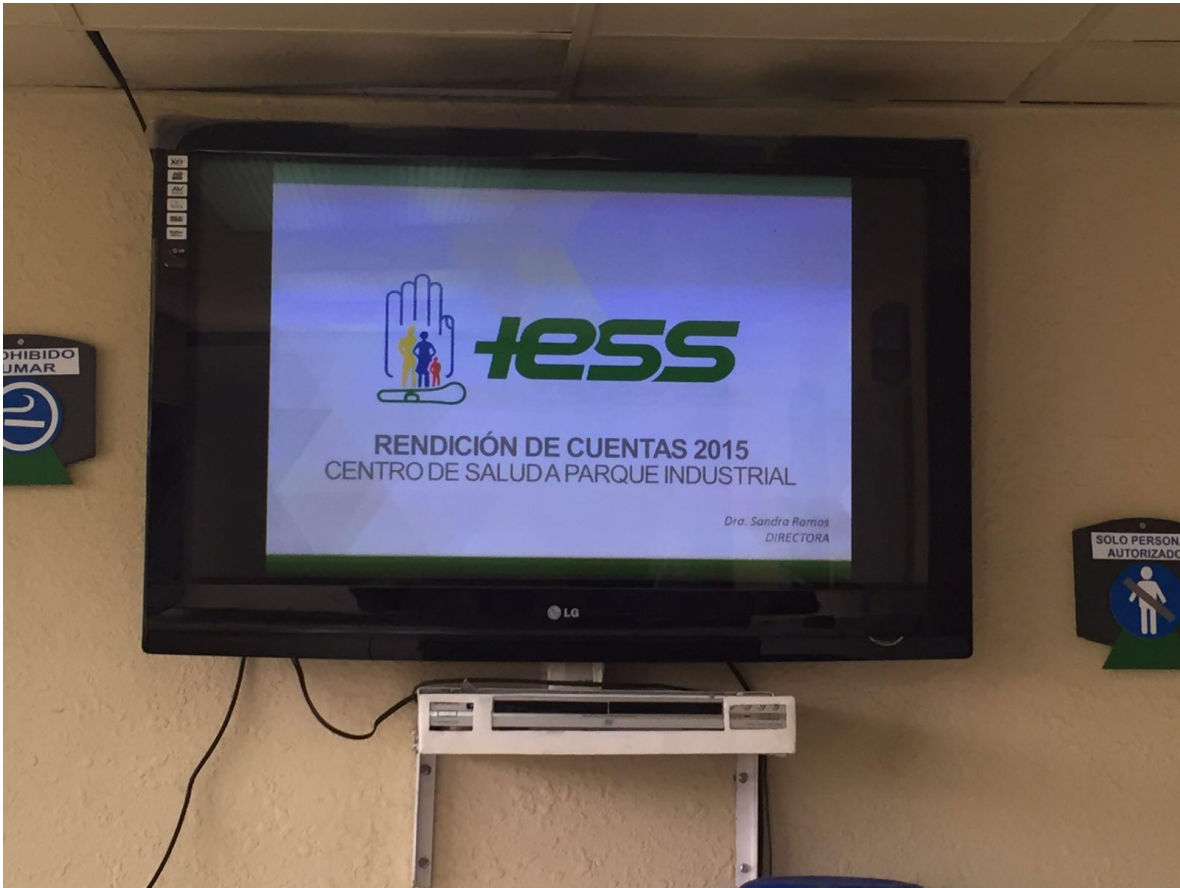 OHIBIDO
UMAR
iess
RENDICIÓN DE CUENTAS 2015
CENTRO DE SALUD A PARQUE INDUSTRIAL
Dra. Sandra Ramos
DIRECTORA
LG
SOLO PERSONA
AUTORIZADO